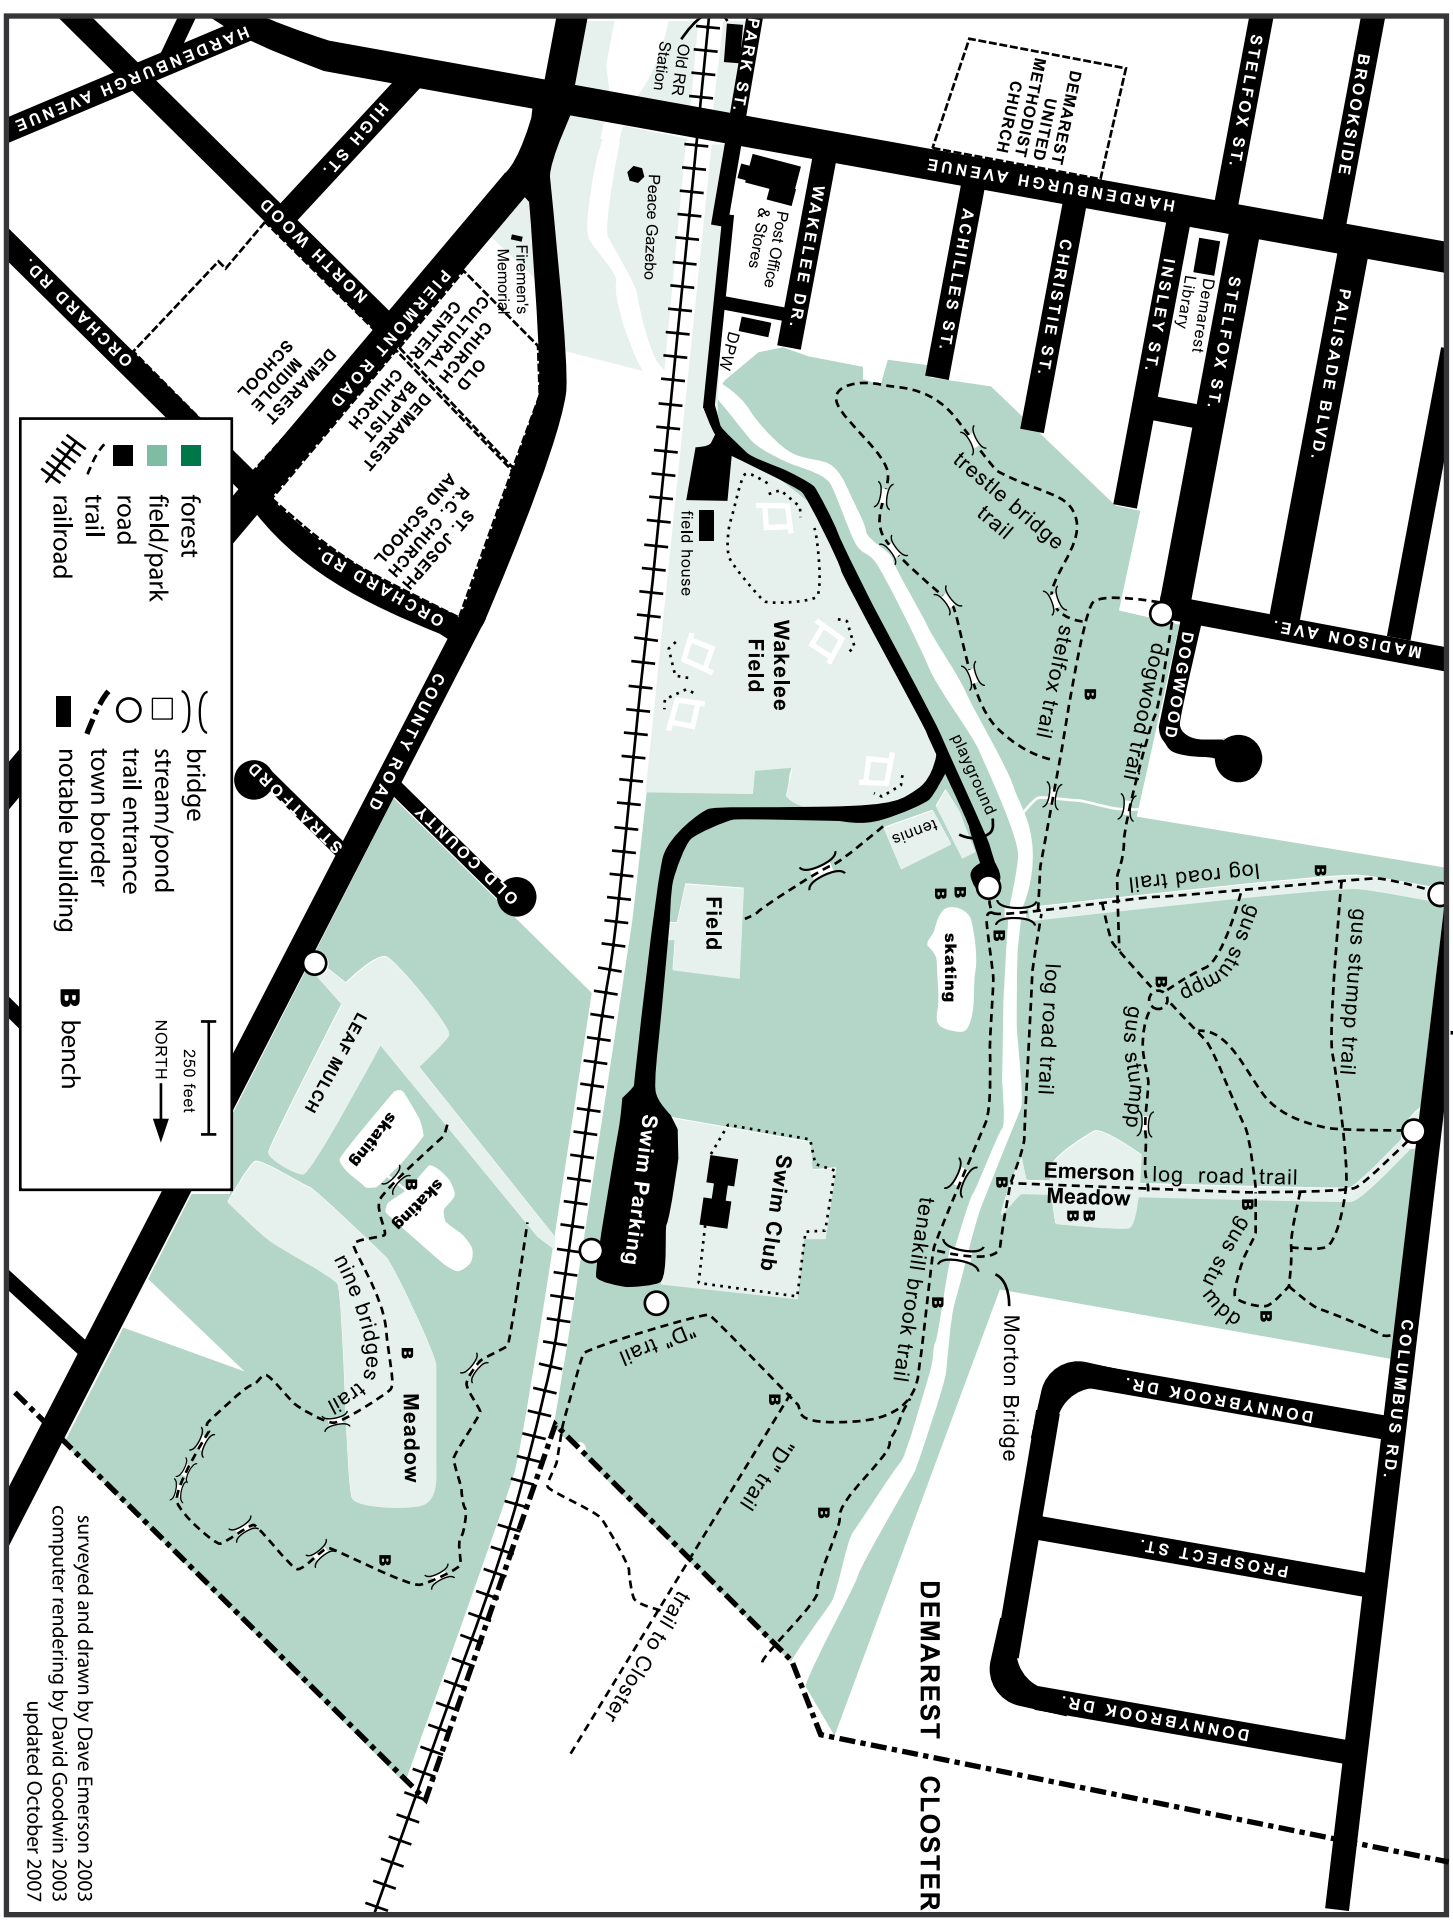 HARDENBURGH AVENUE
HIGH ST.
NORTH WOOD
ORCHARD RD.
Old RR
Station
PARK ST.
Peace Gazebo
Firemen's
Memorial
Post Office
& Stores
WAKELEE DR.
DPW
DEMAREST
UNITED
METHODIST
CHURCH
HARDENBURGH AVENUE
STELFOX ST.
BROOKSIDE
ACHILLES ST.
CHRISTIE ST.
INSLEY ST.
Demarest
Library
STELFOX ST.
PALISADE BLVD.
MADISON AVE.
DOGWOOD
PIERMONT ROAD
OLD
CHURCH
CULTURAL
CENTER
DEMAREST
BAPTIST
CHURCH
DEMAREST
MIDDLE
SCHOOL
ST. JOSEPH
R.C. CHURCH
AND SCHOOL
ORCHARD RD.
COUNTY ROAD
STRATFORD
OLD COUNTY
field house
Wakelee
Field
trestle bridge
trail
stelfox trail
dogwood trail
B
playground
tennis
Field
B
B
B
skating
log road trail
B
log road trail
gus stumpp
gus stumpp trail
B
gus stumpp
Emerson
Meadow
B
B
B
log road trail
B
gus stumpp
B
Swim Parking
Swim Club
tenakill brook trail
B
Morton Bridge
"D" trail
B
"D" trail
B
trail to Closter
LEAF MULCH
skating
B
skating
nine bridges
trail
B
Meadow
B
COLUMBUS RD.
DONNYBROOK DR.
PROSPECT ST.
DONNYBROOK DR.
DEMAREST
CLOSTER
forest
field/park
road
trail
railroad
bridge
stream/pond
trail entrance
town border
notable building
B bench
250 feet
NORTH
surveyed and drawn by Dave Emerson 2003
computer rendering by David Goodwin 2003
updated October 2007